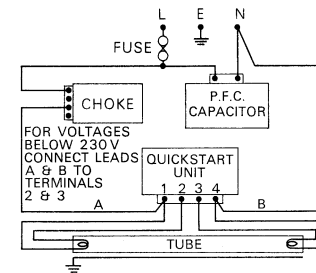 L E N
FUSE
CHOKE
P.F.C.
CAPACITOR
FOR VOLTAGES
BELOW 230V
CONNECT LEADS
A & B TO
TERMINALS
2 & 3
QUICKSTART
UNIT
1 2 3 4
A
B
TUBE